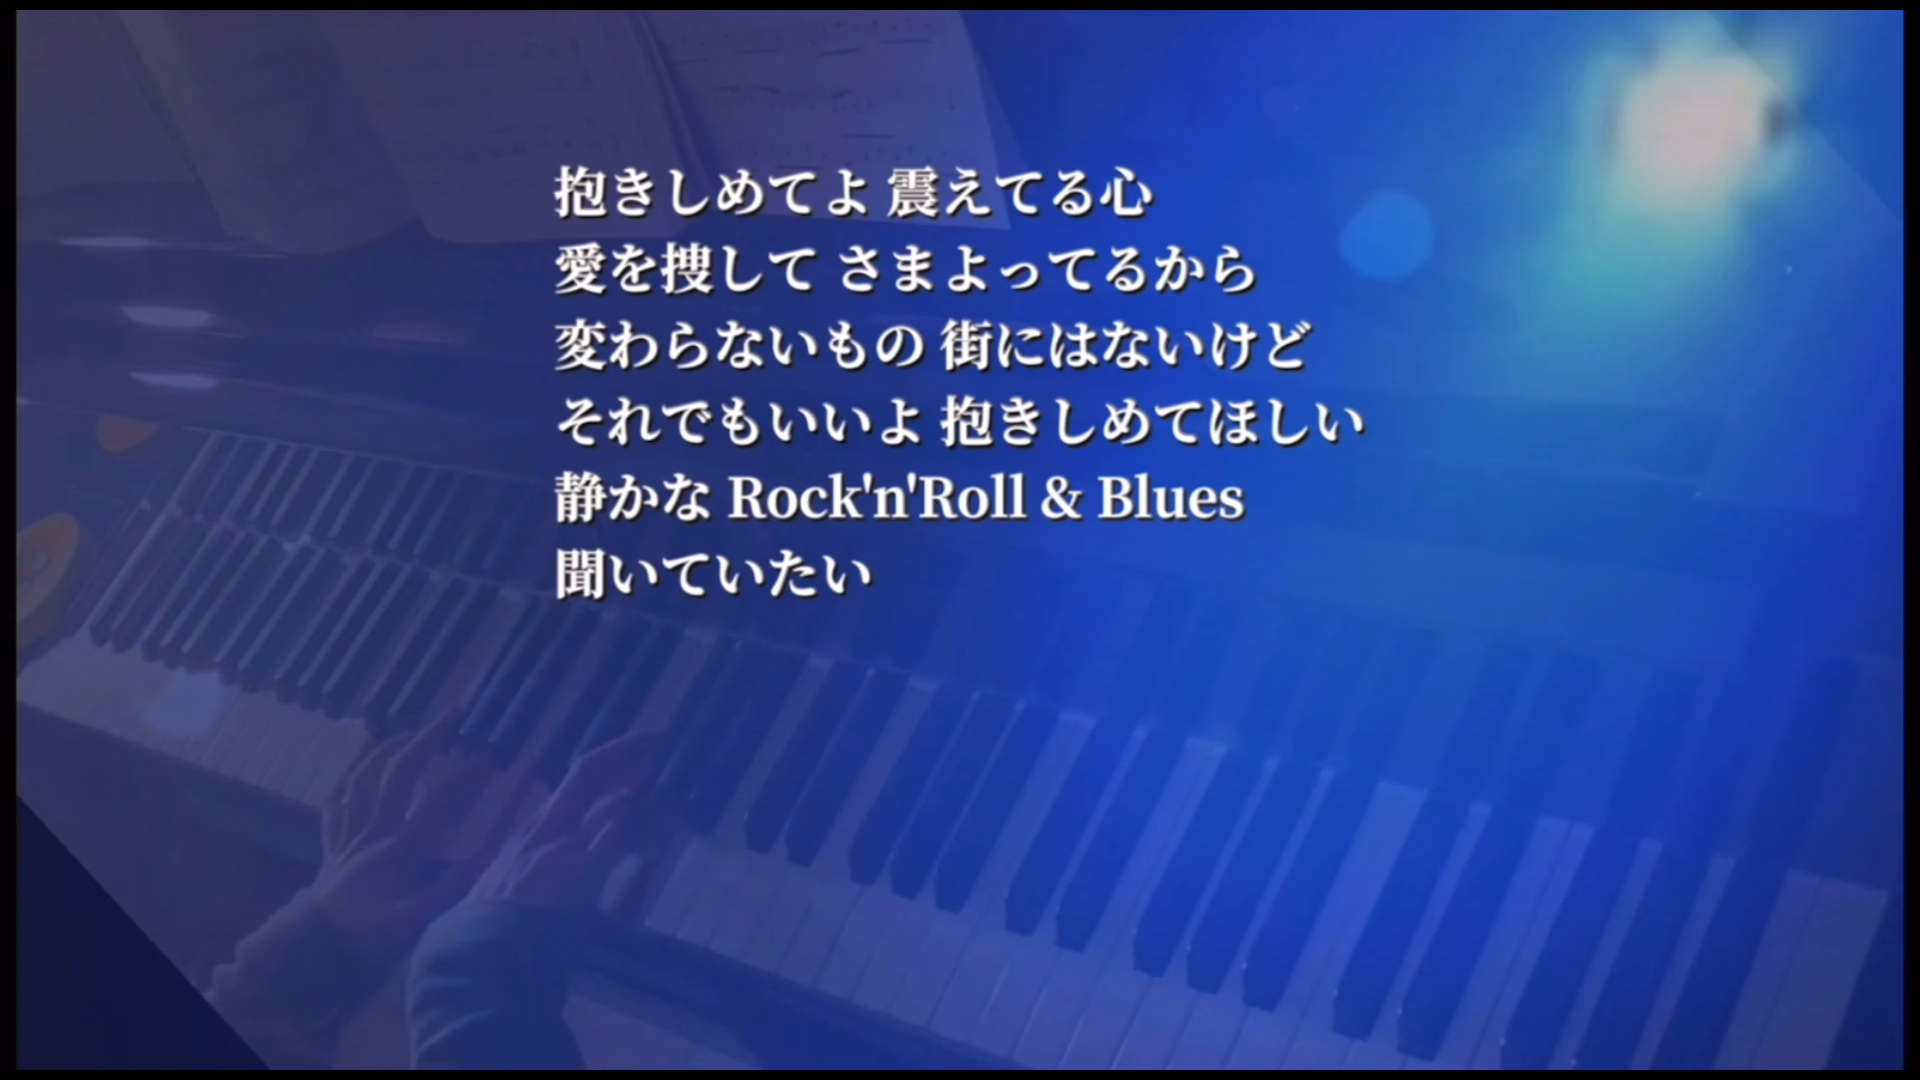 抱きしめてよ 震えてる心
愛を捜して さまよってるから
変わらないもの 街にはないけど
それでもいいよ 抱きしめてほしい
静かな Rock'n'Roll & Blues
聞いていたい